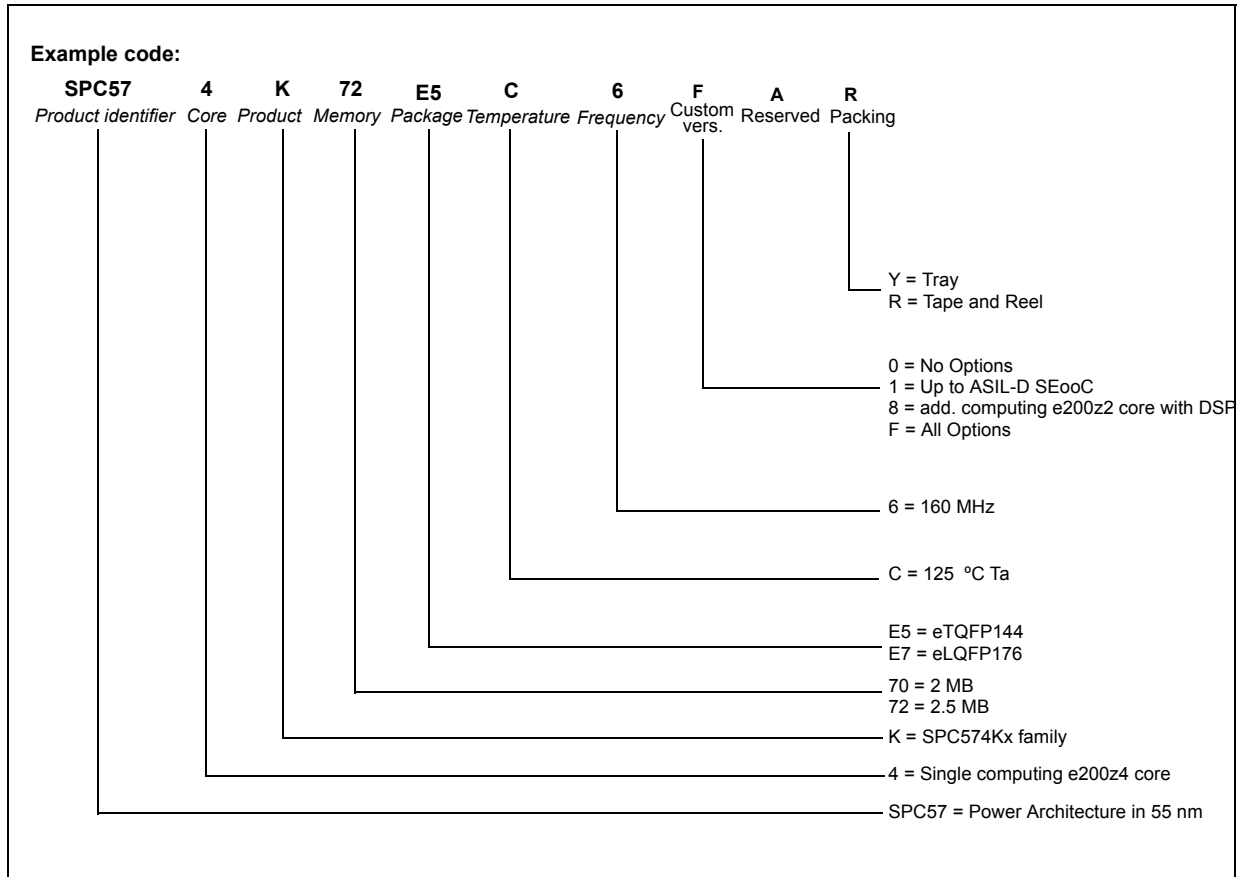 Example code:
SPC57 4 K 72 E5 C 6 F A R
Product identifier Core Product Memory Package Temperature Frequency Custom vers. Reserved Packing
Y = Tray
R = Tape and Reel
0 = No Options
1 = Up to ASIL-D SEooC
8 = add. computing e200z2 core with DSP
F = All Options
6 = 160 MHz
C = 125 ºC Ta
E5 = eTQFP144
E7 = eLQFP176
70 = 2 MB
72 = 2.5 MB
K = SPC574Kx family
4 = Single computing e200z4 core
SPC57 = Power Architecture in 55 nm